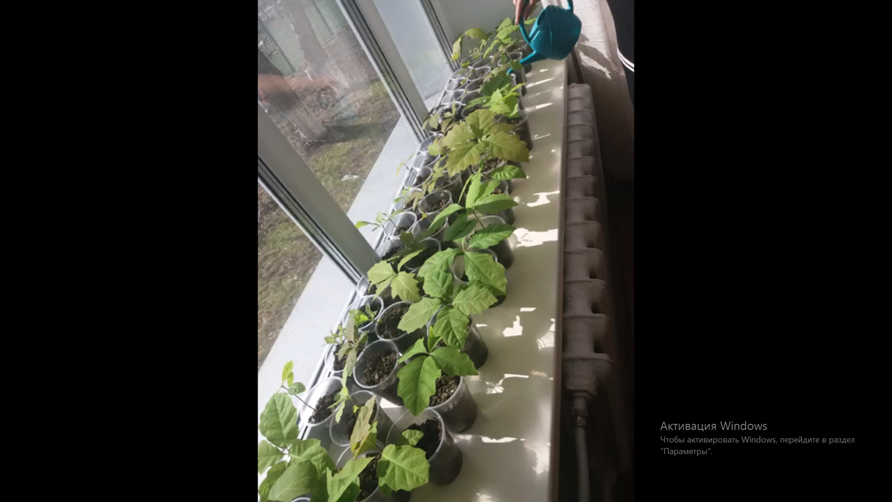 Активация Windows
Чтобы активировать Windows, перейдите в раздел
"Параметры".